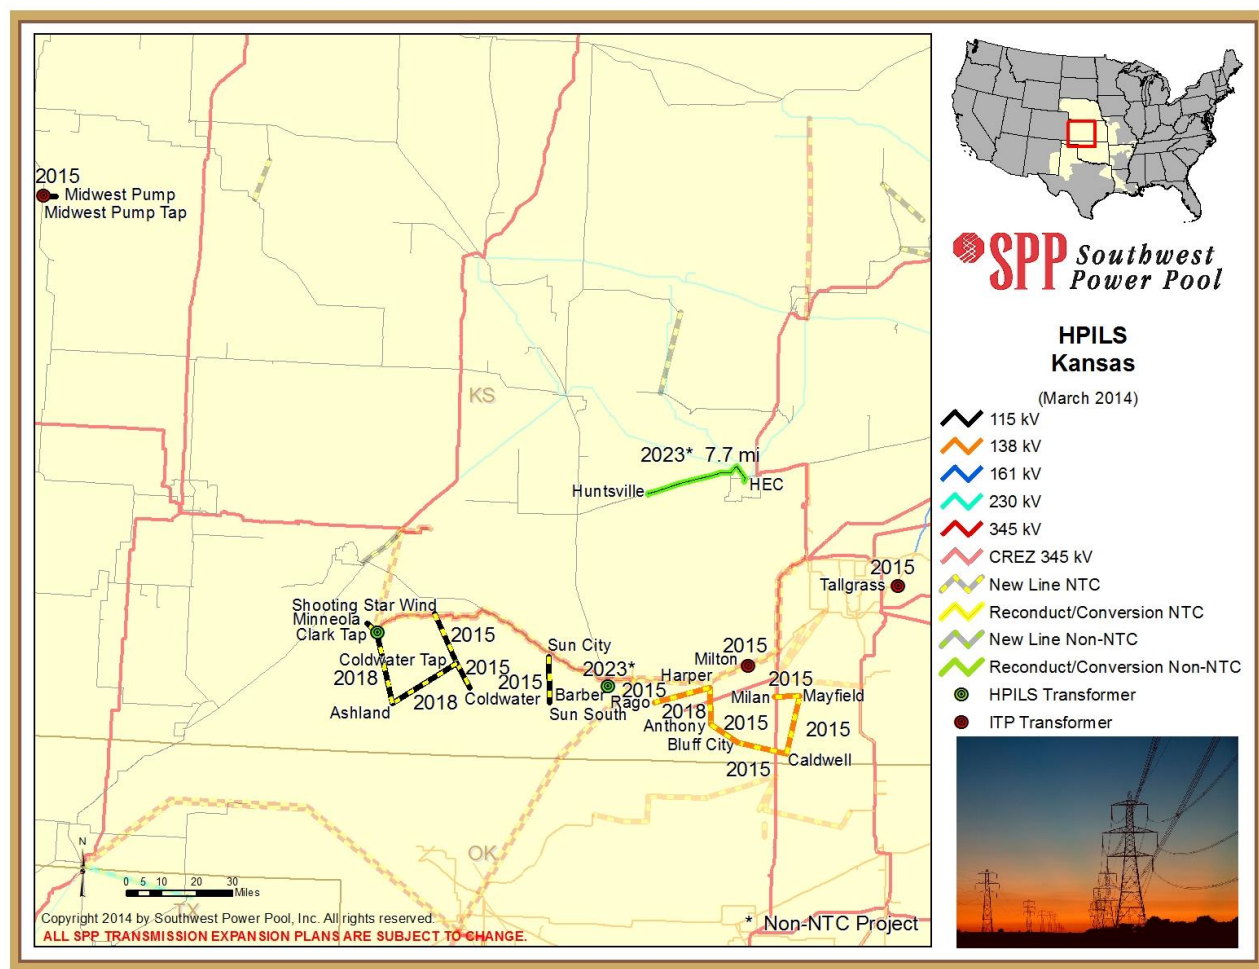 2015
Midwest Pump
Midwest Pump Tap
KS
2023* 7.7 mi
Huntsville
HEC
2015
Tallgrass
Shooting Star Wind
Minneola
Clark Tap
2015
Coldwater Tap
2015
2018
Ashland
2018
Coldwater
Sun City
2015
Sun South
2023*
Barber
Rago
2015
Harper
2015
Milton
2018
Anthony
2015
Bluff City
2015
Milan
Mayfield
2015
Caldwell
2015
OK
TX
N
0 5 10 20 30
Miles
Copyright 2014 by Southwest Power Pool, Inc. All rights reserved.
ALL SPP TRANSMISSION EXPANSION PLANS ARE SUBJECT TO CHANGE.
* Non-NTC Project
SPP Southwest
Power Pool
HPILS
Kansas
(March 2014)
115 kV
138 kV
161 kV
230 kV
345 kV
CREZ 345 kV
New Line NTC
Reconduct/Conversion NTC
New Line Non-NTC
Reconduct/Conversion Non-NTC
HPILS Transformer
ITP Transformer